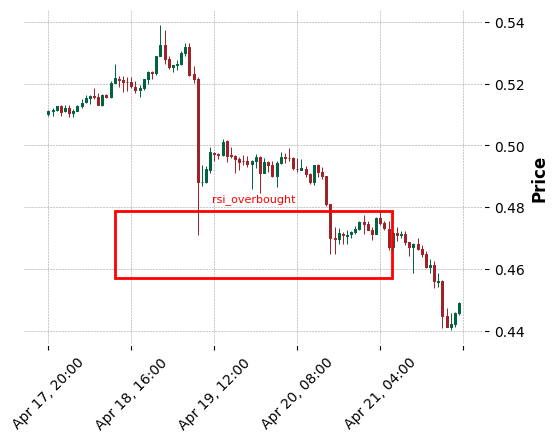 0.54
0.52
0.50
rsi_overbought
0.48
0.46
0.44
Price
Apr 17, 20:00
Apr 18, 16:00
Apr 19, 12:00
Apr 20, 08:00
Apr 21, 04:00